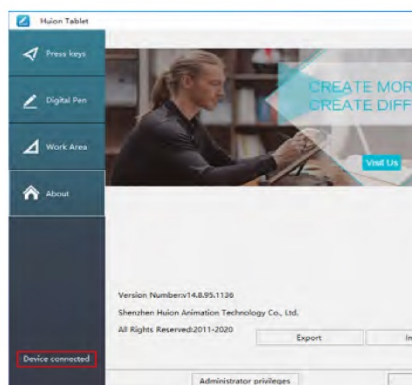 Huion Tablet
Press keys
Digital Pen
Work Area
About
CREATE MOR
CREATE DIFF
Visit Us
Version Number:v14.8.95.1136
Shenzhen Huion Animation Technology Co., Ltd.
All Rights Reserved:2011-2020
Export
In
Device connected
Administrator privileges